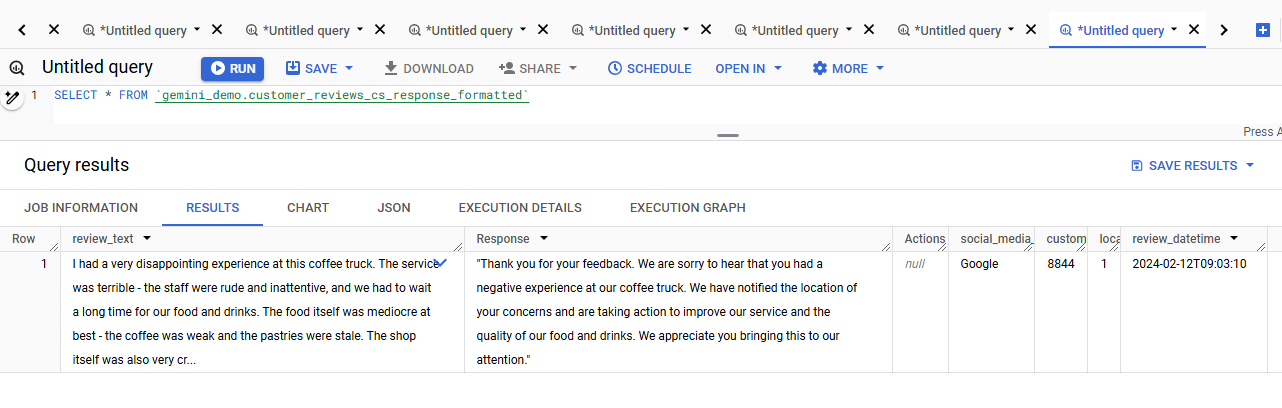 *Untitled query *Untitled query *Untitled query *Untitled query *Untitled query *Untitled query *Untitled query
Untitled query RUN SAVE DOWNLOAD SHARE SCHEDULE OPEN IN MORE
1 SELECT * FROM `gemini_demo.customer_reviews_cs_response_formatted`
Press A
Query results SAVE RESULTS
JOB INFORMATION RESULTS CHART JSON EXECUTION DETAILS EXECUTION GRAPH
Row review_text Response Actions social_media_ custom loca review_datetime
1 I had a very disappointing experience at this coffee truck. The service "Thank you for your feedback. We are sorry to hear that you had a null Google 8844 1 2024-02-12T09:03:10
was terrible - the staff were rude and inattentive, and we had to wait negative experience at our coffee truck. We have notified the location of
a long time for our food and drinks. The food itself was mediocre at your concerns and are taking action to improve our service and the
best - the coffee was weak and the pastries were stale. The shop quality of our food and drinks. We appreciate you bringing this to our
itself was also very cr... attention."